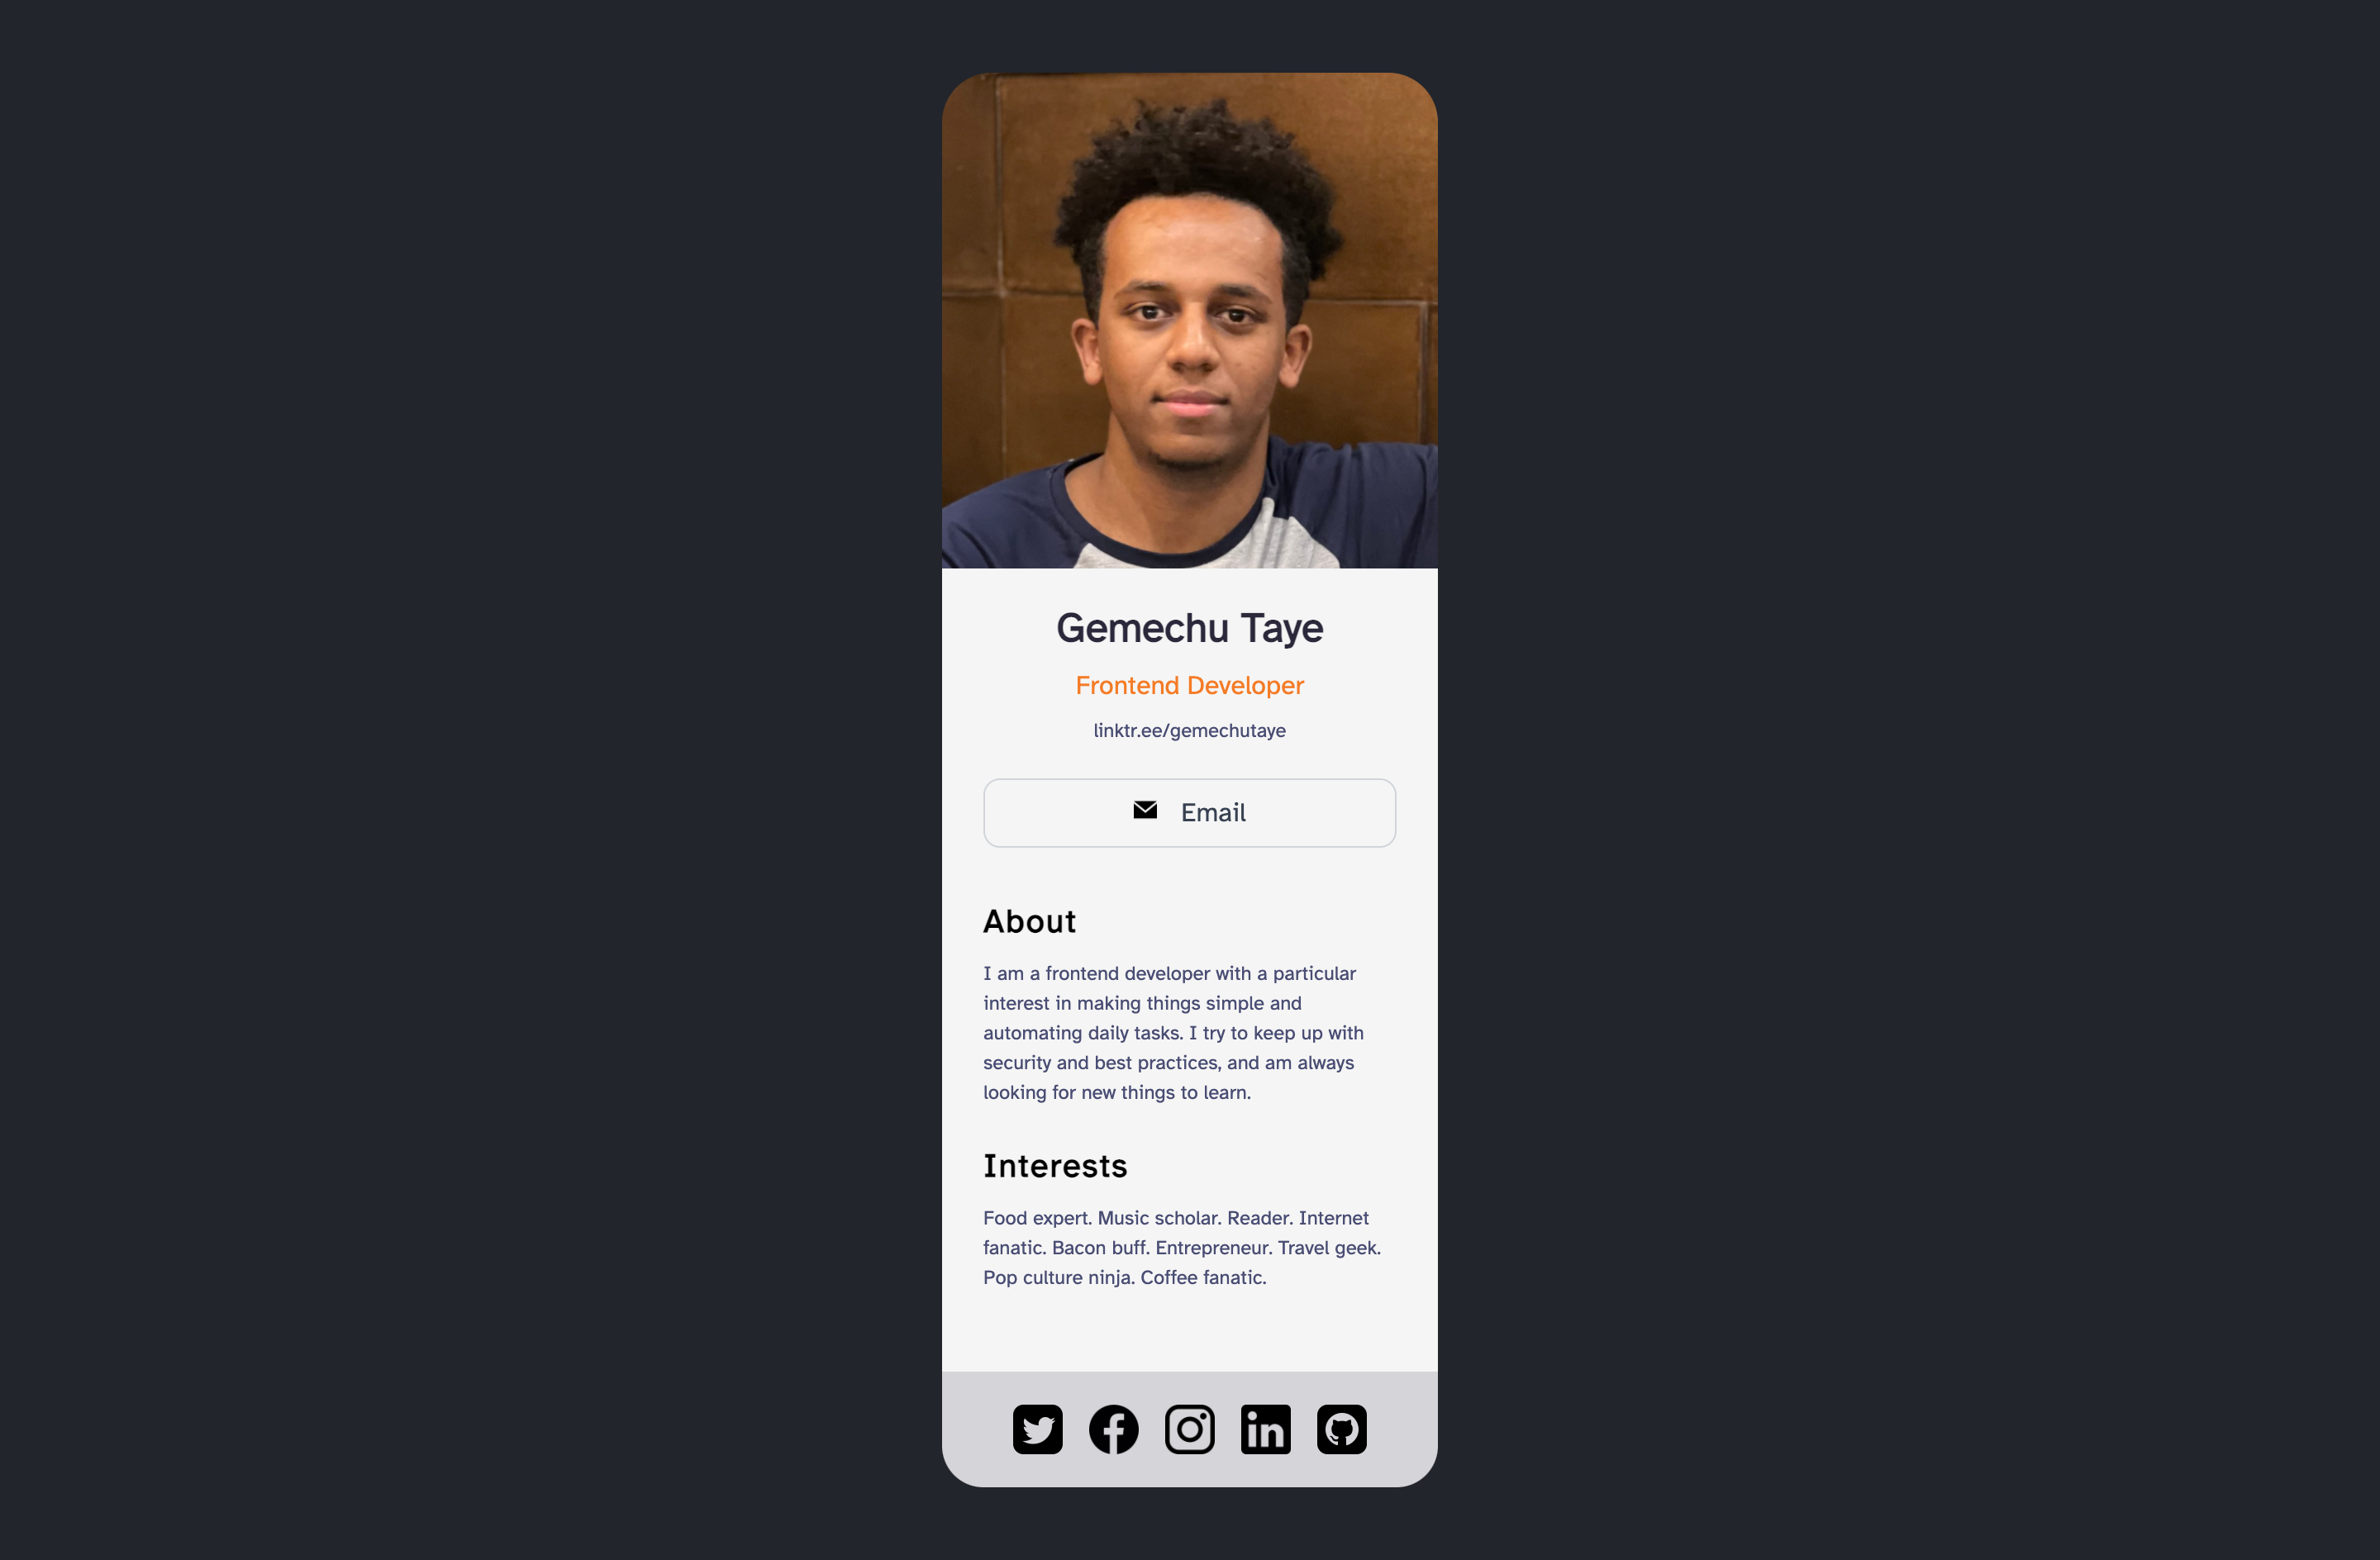 Gemechu Taye
Frontend Developer
linktr.ee/gemechutaye
Email
About
I am a frontend developer with a particular
interest in making things simple and
automating daily tasks. I try to keep up with
security and best practices, and am always
looking for new things to learn.
Interests
Food expert. Music scholar. Reader. Internet
fanatic. Bacon buff. Entrepreneur. Travel geek.
Pop culture ninja. Coffee fanatic.